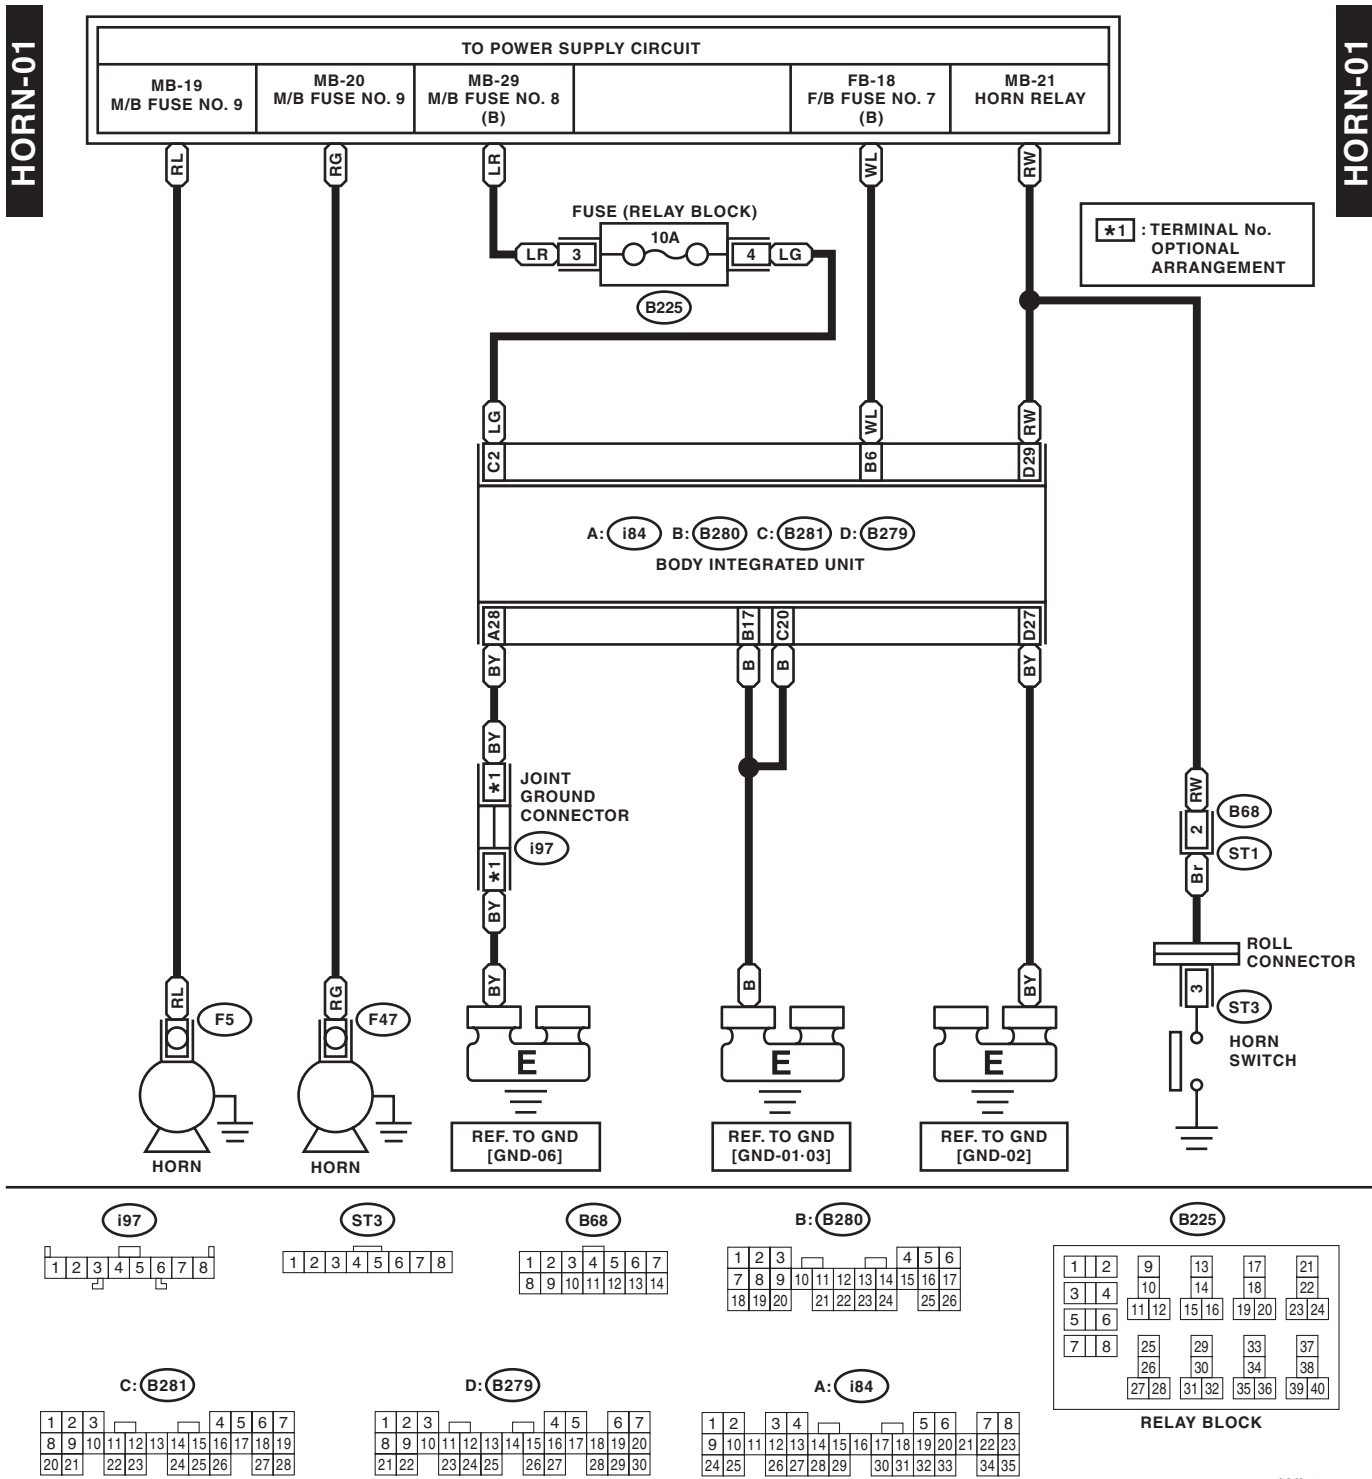 HORN-01
HORN-01
TO POWER SUPPLY CIRCUIT
MB-19
M/B FUSE NO. 9
MB-20
M/B FUSE NO. 9
MB-29
M/B FUSE NO. 8
(B)
FB-18
F/B FUSE NO. 7
(B)
MB-21
HORN RELAY
RL
RG
LR
WL
RW
FUSE (RELAY BLOCK)
10A
LR
3
4
LG
B225
*1 : TERMINAL No.
OPTIONAL
ARRANGEMENT
LG
WL
RW
C2
B6
D29
A: i84 B: B280 C: B281 D: B279
BODY INTEGRATED UNIT
A28
B17
C20
D27
BY
B
B
BY
BY
*1
JOINT
GROUND
CONNECTOR
i97
*1
BY
RW
2
B68
ST1
Br
ROLL
CONNECTOR
3
ST3
HORN
SWITCH
RL
F5
RG
F47
BY
B
BY
E
E
E
HORN
HORN
REF. TO GND
[GND-06]
REF. TO GND
[GND-01·03]
REF. TO GND
[GND-02]
i97
1 2 3 4 5 6 7 8
ST3
1 2 3 4 5 6 7 8
B68
1 2 3 4 5 6 7
8 9 10 11 12 13 14
B: B280
1 2 3 4 5 6
7 8 9 10 11 12 13 14 15 16 17
18 19 20 21 22 23 24 25 26
B225
1 2 9 13 17 21
3 4 10 14 18 22
11 12 15 16 19 20 23 24
5 6
7 8 25 29 33 37
26 30 34 38
27 28 31 32 35 36 39 40
RELAY BLOCK
C: B281
1 2 3 4 5 6 7
8 9 10 11 12 13 14 15 16 17 18 19
20 21 22 23 24 25 26 27 28
D: B279
1 2 3 4 5 6 7
8 9 10 11 12 13 14 15 16 17 18 19 20
21 22 23 24 25 26 27 28 29 30
A: i84
1 2 3 4 5 6 7 8
9 10 11 12 13 14 15 16 17 18 19 20 21 22 23
24 25 26 27 28 29 30 31 32 33 34 35